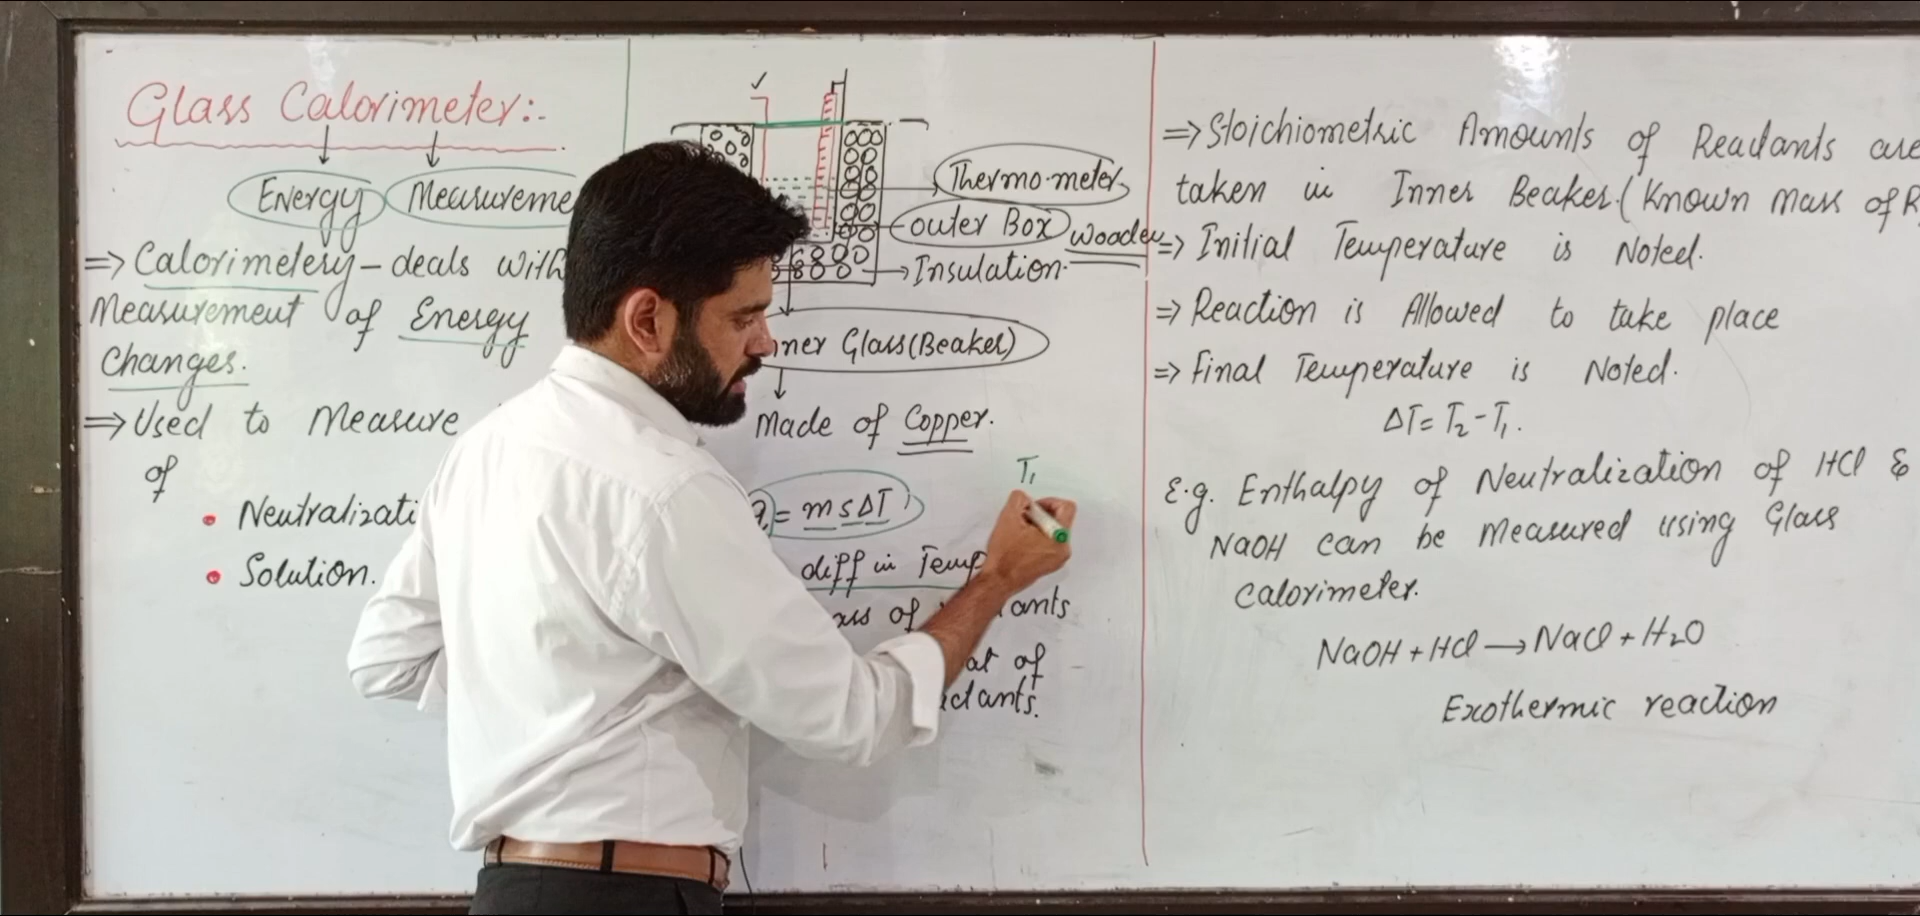 Glass Calorimeter:-
Energy Measureme
⇒ Calorimetery - deals with
Measurement of Energy
Changes.
⇒ Used to Measure
of
• Neutralizati
• Solution.
Thermo-meter
outer Box wooden
Insulation.
nner Glass (Beaker)
Made of Copper.
q = m s ΔT
T₁
diff in Temp
ass of ants
at of
ctants.
⇒ Stoichiometric Amounts of Reactants are
taken in Inner Beaker. (Known Mass of R
⇒ Initial Temperature is Noted.
⇒ Reaction is Allowed to take place
⇒ Final Temperature is Noted.
ΔT = T₂ - T₁.
E.g. Enthalpy of Neutralization of HCl &
NaOH can be Measured using Glass
Calorimeter.
NaOH + HCl → NaCl + H₂O
Exothermic reaction